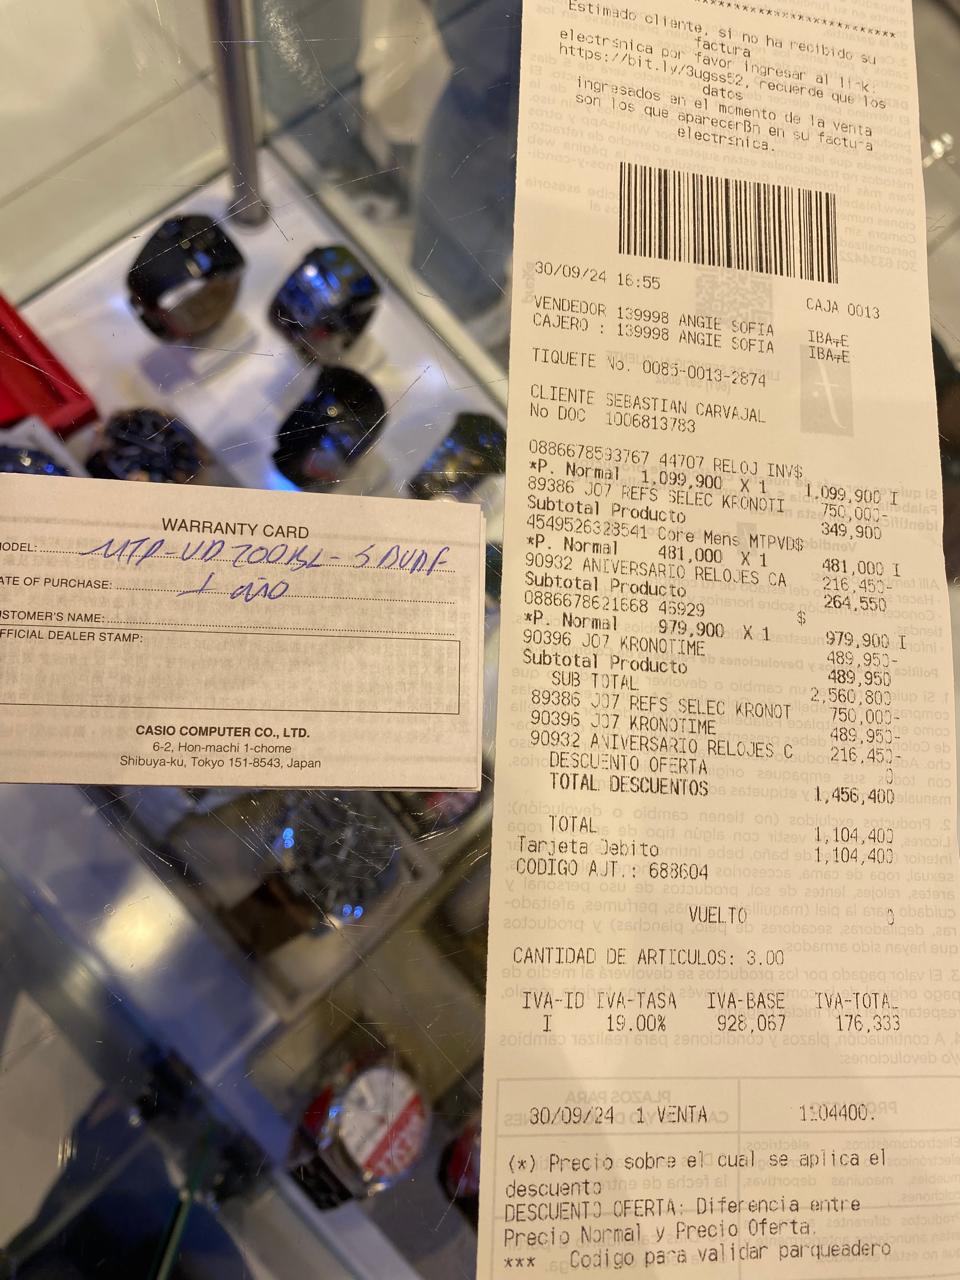 WARRANTY CARD
MODEL: MTP-VD200BL-
DATE OF PURCHASE: 1 año
CUSTOMER'S NAME:
OFFICIAL DEALER STAMP:
CASIO COMPUTER CO., LTD.
6-2, Hon-machi 1-chome
Shibuya-ku, Tokyo 151-8543, Japan
Estimado cliente, si no ha recibido su
factura
electrsnica por favor ingresar al link:
https://bit.ly/3ugss52, recuerde que los
datos
ingresados en el momento de la venta
son los que aparecerßn en su factura
electrsnica.
30/09/24 16:55 CAJA 0013
VENDEDOR 139998 ANGIE SOFIA
CAJERO : 139998 ANGIE SOFIA
TIQUETE No. 0085-0013-2874
CLIENTE SEBASTIAN CARVAJAL
No DOC 1006813783
0886678593767 44707 RELOJ INV$
*P. Normal 1,099,900 X 1 1,099,900 I
89386 J07 REFS SELEC KRONOTI 750,000-
Subtotal Producto 349,900
4549526328541 Core Mens MTPVD$
*P. Normal 481,000 X 1 481,000 I
90932 ANIVERSARIO RELOJES CA 216,450-
Subtotal Producto 264,550
0886678621668 45929 $
*P. Normal 979,900 X 1 979,900 I
90396 J07 KRONOTIME 489,950-
Subtotal Producto 489,950
SUB TOTAL 2,560,800
89386 J07 REFS SELEC KRONOT 750,000-
90396 J07 KRONOTIME 489,950-
90932 ANIVERSARIO RELOJES C 216,450-
DESCUENTO OFERTA 0
TOTAL DESCUENTOS 1,456,400
TOTAL 1,104,400
Tarjeta Debito 1,104,400
CODIGO AJT.: 688604
VUELTO 0
CANTIDAD DE ARTICULOS: 3.00
IVA-ID IVA-TASA IVA-BASE IVA-TOTAL
I 19.00% 928,067 176,333
30/09/24 1 VENTA 1104400.
(*) Precio sobre el cual se aplica el
descuento
DESCUENTO OFERTA: Diferencia entre
Precio Normal y Precio Oferta.
*** Codigo para validar parqueadero